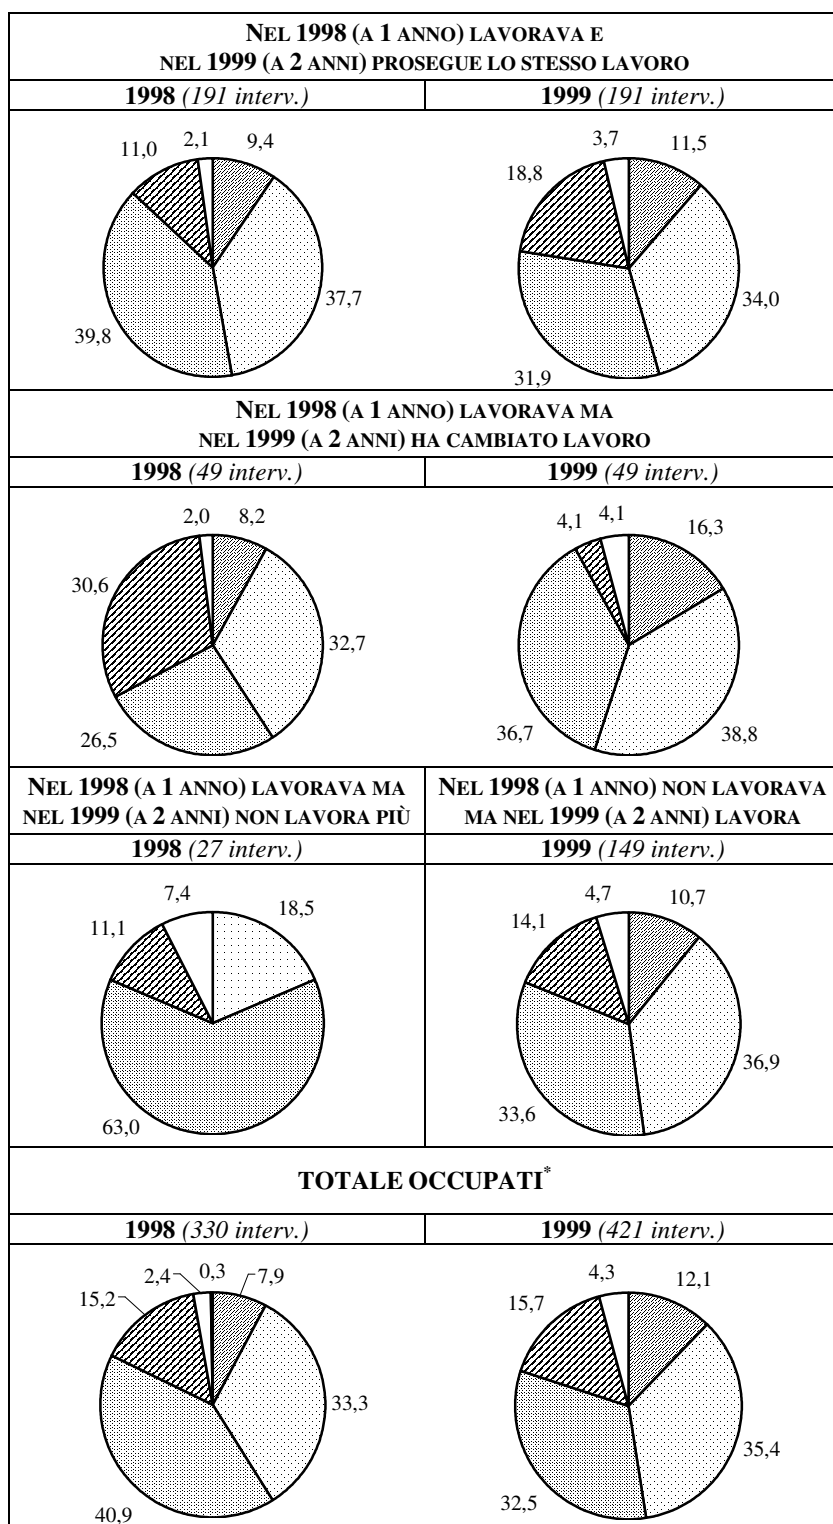 NEL 1998 (A 1 ANNO) LAVORAVA E
NEL 1999 (A 2 ANNI) PROSEGUE LO STESSO LAVORO
1998 (191 interv.)
1999 (191 interv.)
11,0 2,1 9,4
37,7
39,8
3,7 11,5
18,8
34,0
31,9
NEL 1998 (A 1 ANNO) LAVORAVA MA
NEL 1999 (A 2 ANNI) HA CAMBIATO LAVORO
1998 (49 interv.)
1999 (49 interv.)
2,0 8,2
30,6
32,7
26,5
4,1 4,1 16,3
36,7
38,8
NEL 1998 (A 1 ANNO) LAVORAVA MA
NEL 1999 (A 2 ANNI) NON LAVORA PIÙ
NEL 1998 (A 1 ANNO) NON LAVORAVA
MA NEL 1999 (A 2 ANNI) LAVORA
1998 (27 interv.)
1999 (149 interv.)
7,4
18,5
11,1
63,0
4,7 10,7
14,1
36,9
33,6
TOTALE OCCUPATI*
1998 (330 interv.)
1999 (421 interv.)
2,4 0,3 7,9
15,2
33,3
40,9
4,3 12,1
15,7
35,4
32,5